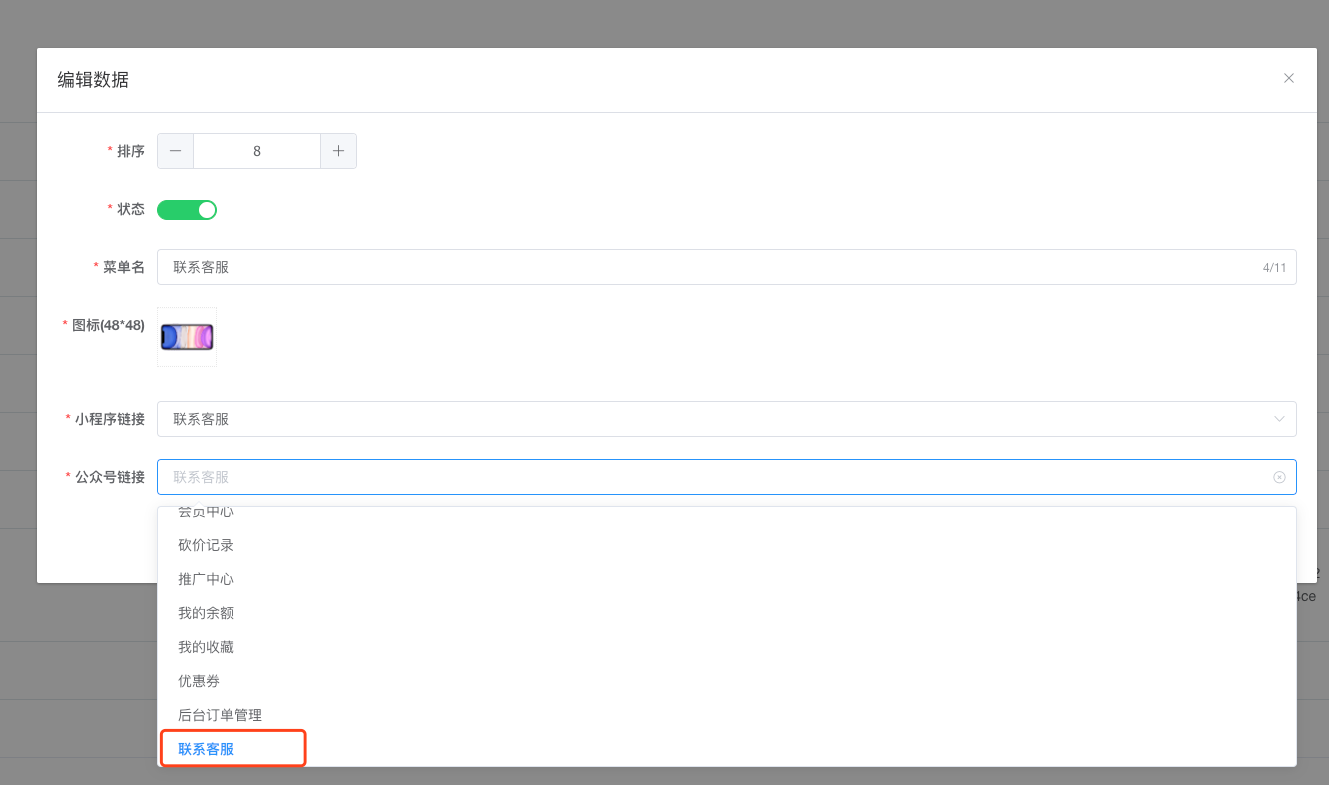 编辑数据
* 排序
8
* 状态
* 菜单名
联系客服
4/11
* 图标(48*48)
* 小程序链接
联系客服
* 公众号链接
联系客服
会员中心
砍价记录
推广中心
我的余额
我的收藏
优惠券
后台订单管理
联系客服
4ce